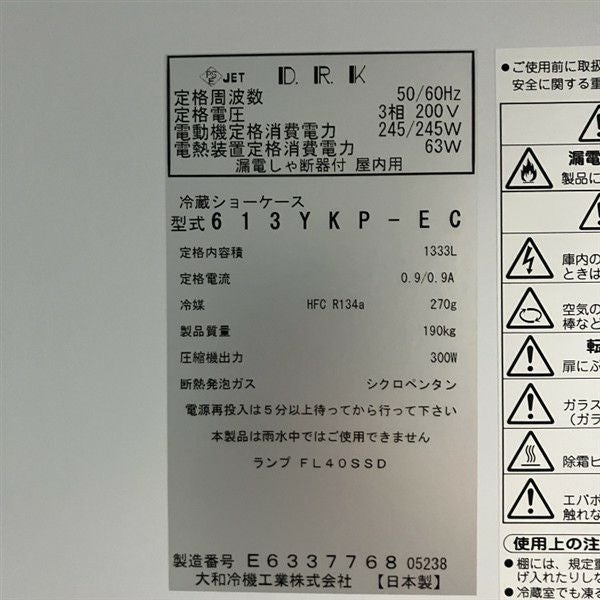 PS E JET D.R.K
定格周波数 50/60Hz
定格電圧 3相 200V
電動機定格消費電力 245/245W
電熱装置定格消費電力 63W
漏電しゃ断器付 屋内用
冷蔵ショーケース
型式 613YKP-EC
定格内容積 1333L
定格電流 0.9/0.9A
冷媒 HFC R134a 270g
製品質量 190kg
圧縮機出力 300W
断熱発泡ガス シクロペンタン
電源再投入は5分以上待ってから行って下さい
本製品は雨水中ではご使用できません
ランプ FL40SSD
製造番号 E6337768 05238
大和冷機工業株式会社 【日本製】
●ご使用前に取扱
安全に関する重
漏電
製品に
庫内の
ときは
空気の
棒など
転
扉にぶ
ガラス
(ガラ
除霜ヒ
エバポ
触れな
使用上の注
●棚には、規定重
げ入れたりしな
●冷蔵室でも凍る